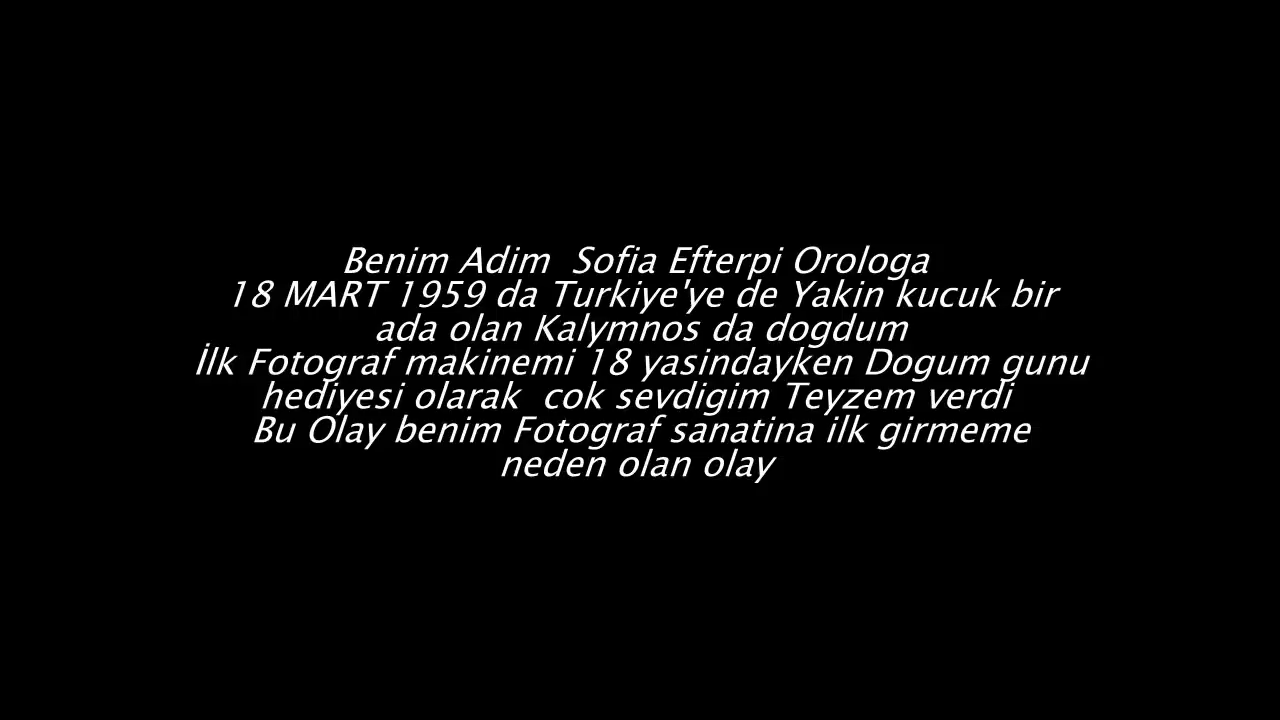 Benim Adim  Sofia Efterpi Orologa
18 MART 1959 da Turkiye'ye de Yakin kucuk bir
ada olan Kalymnos da dogdum
İlk Fotograf makinemi 18 yasindayken Dogum gunu
hediyesi olarak  cok sevdigim Teyzem verdi
Bu Olay benim Fotograf sanatina ilk girmeme
neden olan olay